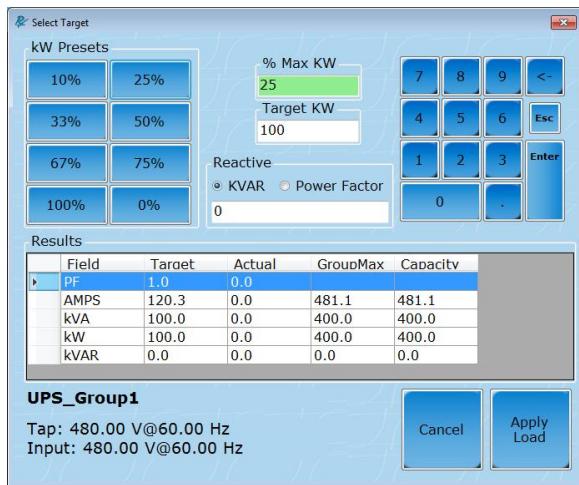 Select Target
kW Presets
10% 25%
33% 50%
67% 75%
100% 0%
% Max KW
25
Target KW
100
Reactive
KVAR Power Factor
0
7 8 9 <-
4 5 6 Esc
1 2 3 Enter
0 .
Results
Field Target Actual GroupMax Capacity
PF 1.0 0.0
AMPS 120.3 0.0 481.1 481.1
kVA 100.0 0.0 400.0 400.0
kW 100.0 0.0 400.0 400.0
kVAR 0.0 0.0 0.0 0.0
UPS_Group1
Tap: 480.00 V@60.00 Hz
Input: 480.00 V@60.00 Hz
Cancel
Apply
Load